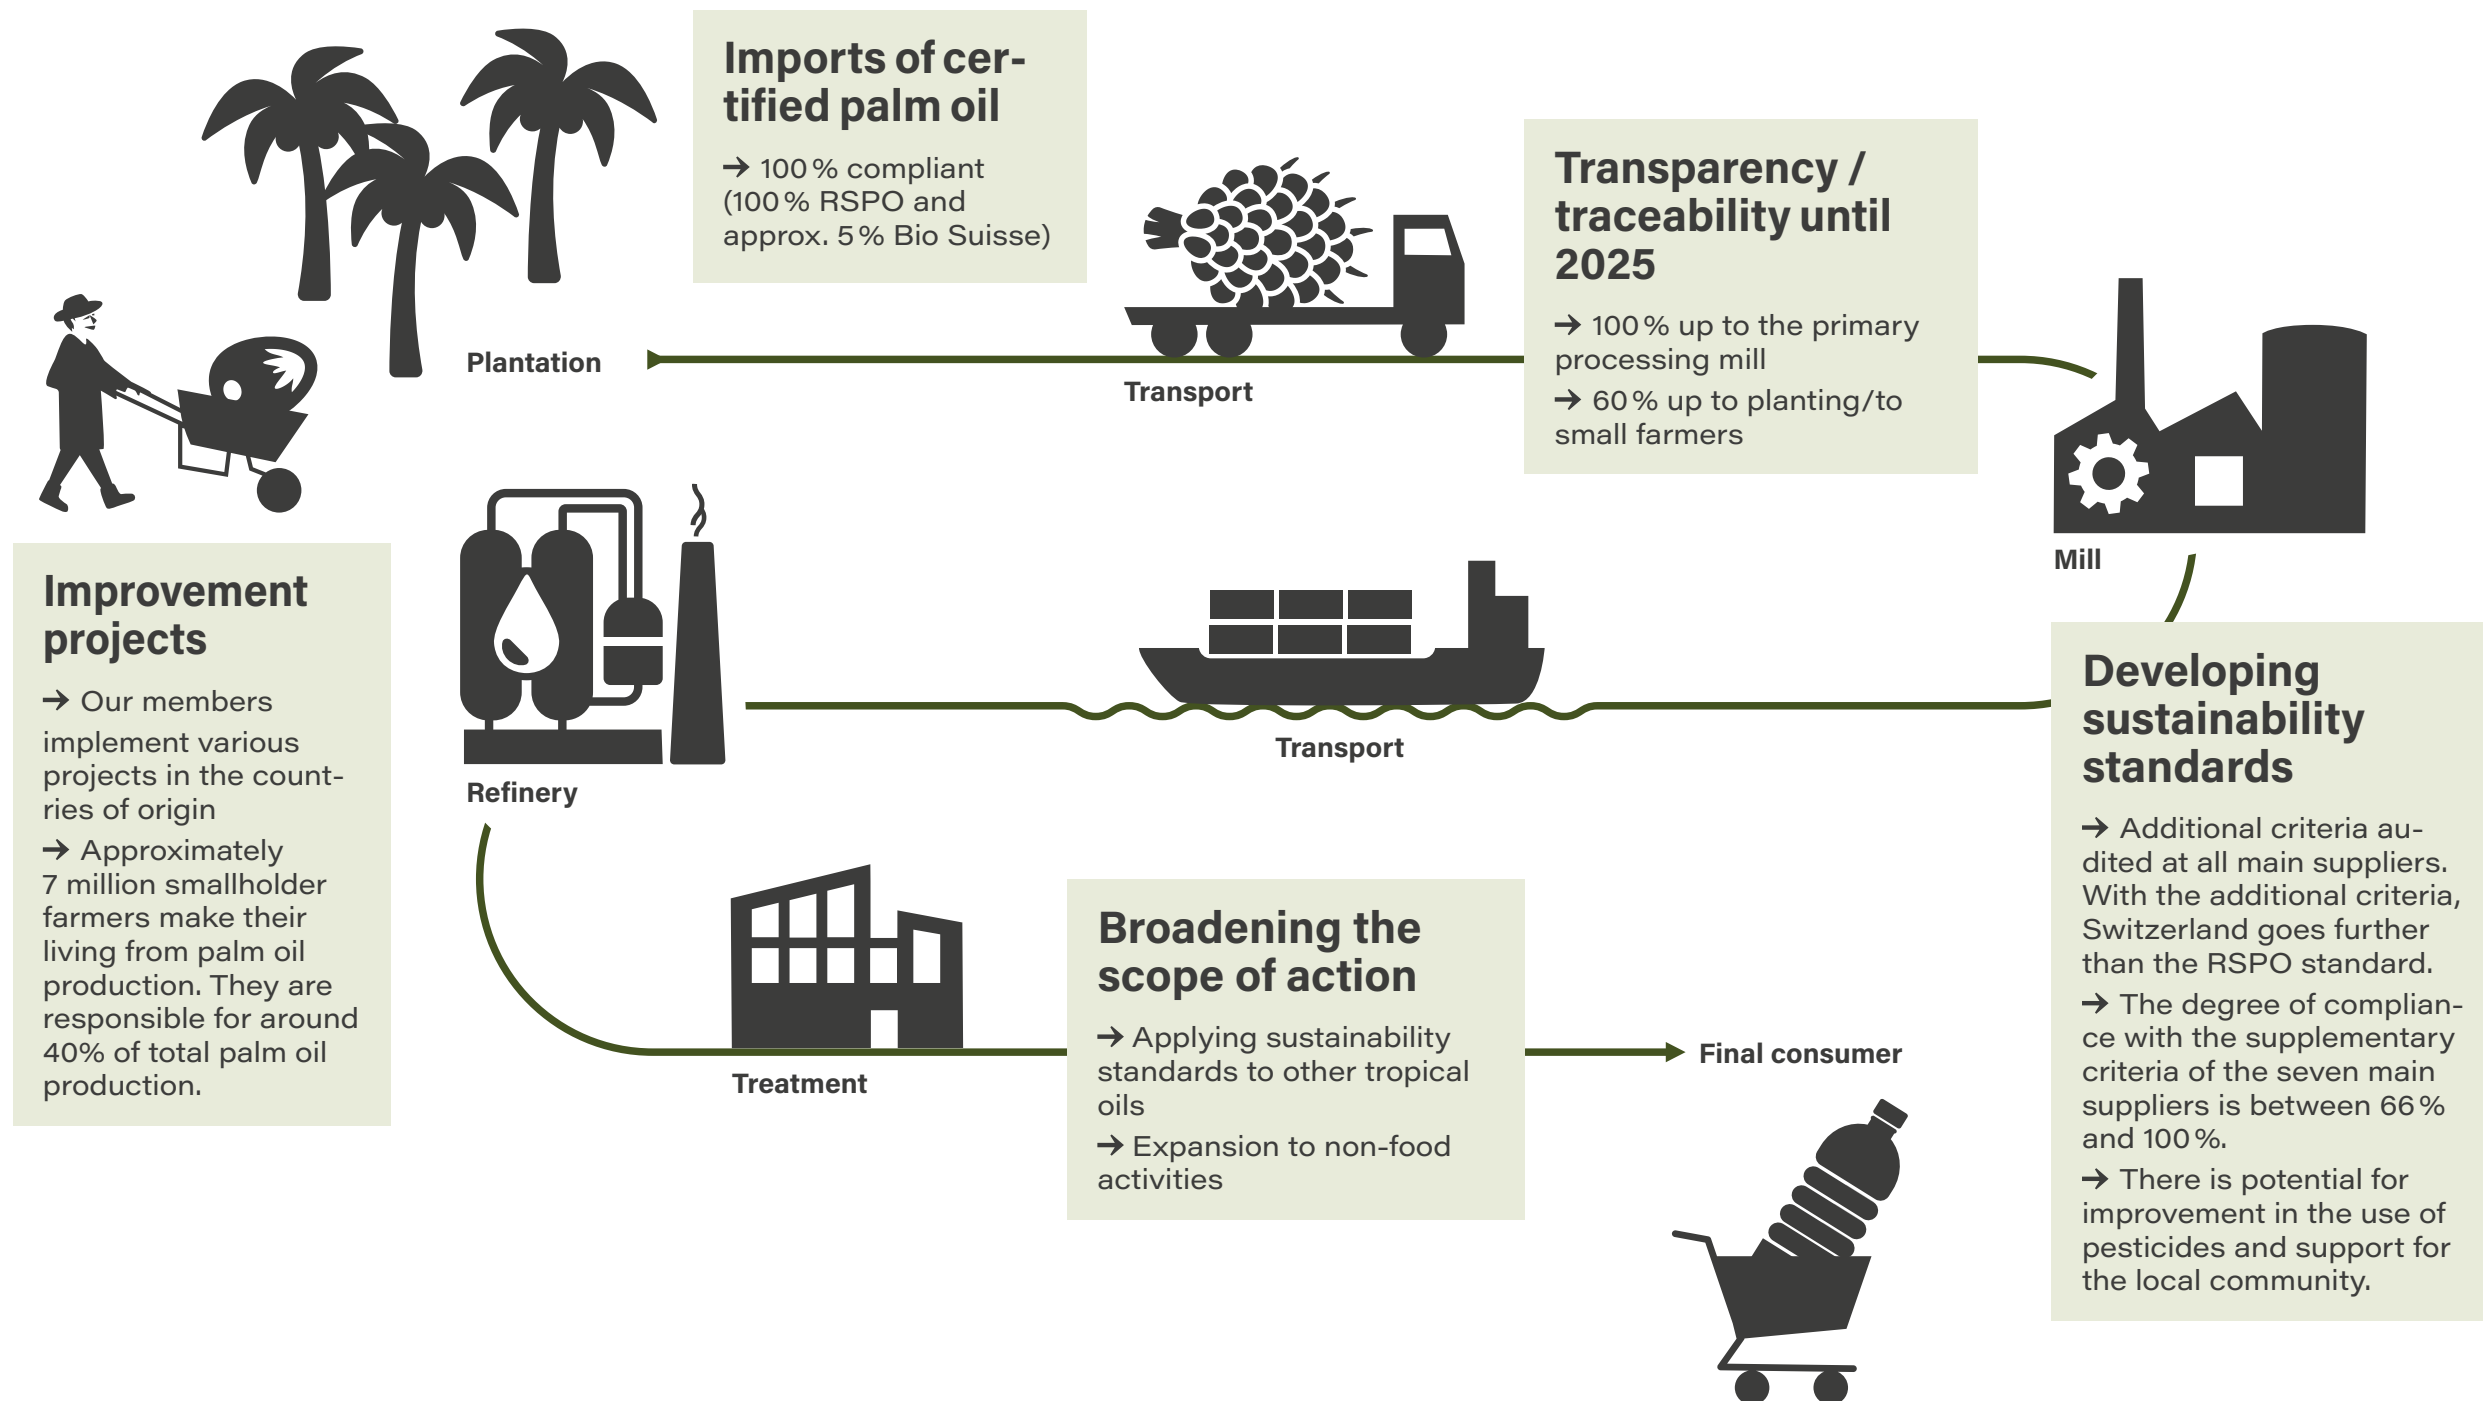 Imports of cer-
tified palm oil
→ 100 % compliant
(100 % RSPO and
approx. 5 % Bio Suisse)
Transparency /
traceability until
2025
→ 100 % up to the primary
processing mill
→ 60 % up to planting/to
small farmers
Plantation
Transport
Mill
Improvement
projects
→ Our members
implement various
projects in the count-
ries of origin
→ Approximately
7 million smallholder
farmers make their
living from palm oil
production. They are
responsible for around
40% of total palm oil
production.
Refinery
Transport
Developing
sustainability
standards
→ Additional criteria au-
dited at all main suppliers.
With the additional criteria,
Switzerland goes further
than the RSPO standard.
→ The degree of complian-
ce with the supplementary
criteria of the seven main
suppliers is between 66 %
and 100 %.
→ There is potential for
improvement in the use of
pesticides and support for
the local community.
Treatment
Broadening the
scope of action
→ Applying sustainability
standards to other tropical
oils
→ Expansion to non-food
activities
Final consumer